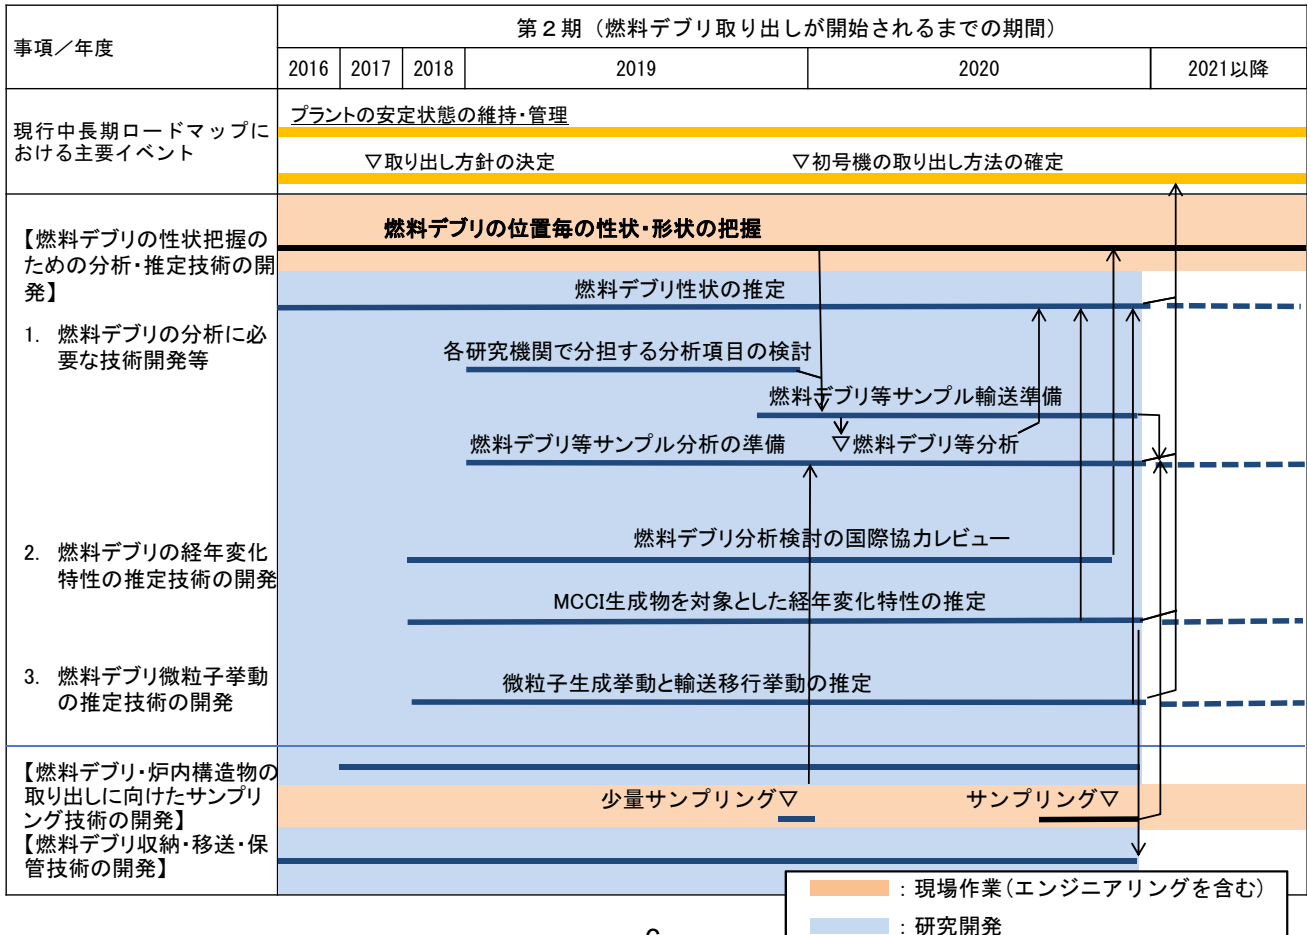 事項／年度
第２期（燃料デブリ取り出しが開始されるまでの期間）
2016 2017 2018 2019 2020 2021以降
現行中長期ロードマップに
おける主要イベント
プラントの安定状態の維持・管理
▽取り出し方針の決定
▽初号機の取り出し方法の確定
【燃料デブリの性状把握の
ための分析・推定技術の開
発】
燃料デブリの位置毎の性状・形状の把握
燃料デブリ性状の推定
1. 燃料デブリの分析に必
要な技術開発等
各研究機関で分担する分析項目の検討
燃料デブリ等サンプル輸送準備
燃料デブリ等サンプル分析の準備
▽燃料デブリ等分析
2. 燃料デブリの経年変化
特性の推定技術の開発
燃料デブリ分析検討の国際協力レビュー
MCCI生成物を対象とした経年変化特性の推定
3. 燃料デブリ微粒子挙動
の推定技術の開発
微粒子生成挙動と輸送移行挙動の推定
【燃料デブリ・炉内構造物の
取り出しに向けたサンプリ
ング技術の開発】
少量サンプリング▽
サンプリング▽
【燃料デブリ収納・移送・保
管技術の開発】
：現場作業（エンジニアリングを含む）
：研究開発